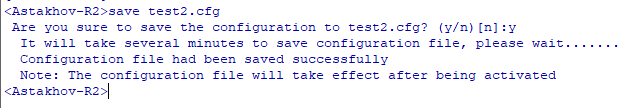 <Astakhov-R2>save test2.cfg
Are you sure to save the configuration to test2.cfg? (y/n)[n]:y
It will take several minutes to save configuration file, please wait.......
Configuration file had been saved successfully
Note: The configuration file will take effect after being activated
<Astakhov-R2>